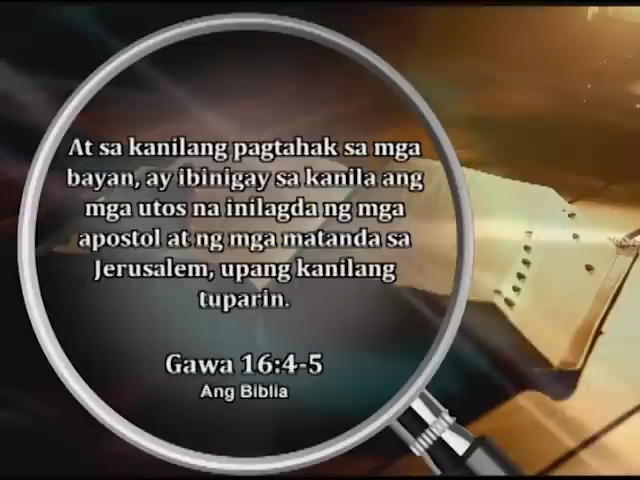 At sa kanilang pagtahak sa mga
bayan, ay ibinigay sa kanila ang
mga utos na inilagda ng mga
apostol at ng mga matanda sa
Jerusalem, upang kanilang
tuparin.
Gawa 16:4-5
Ang Biblia